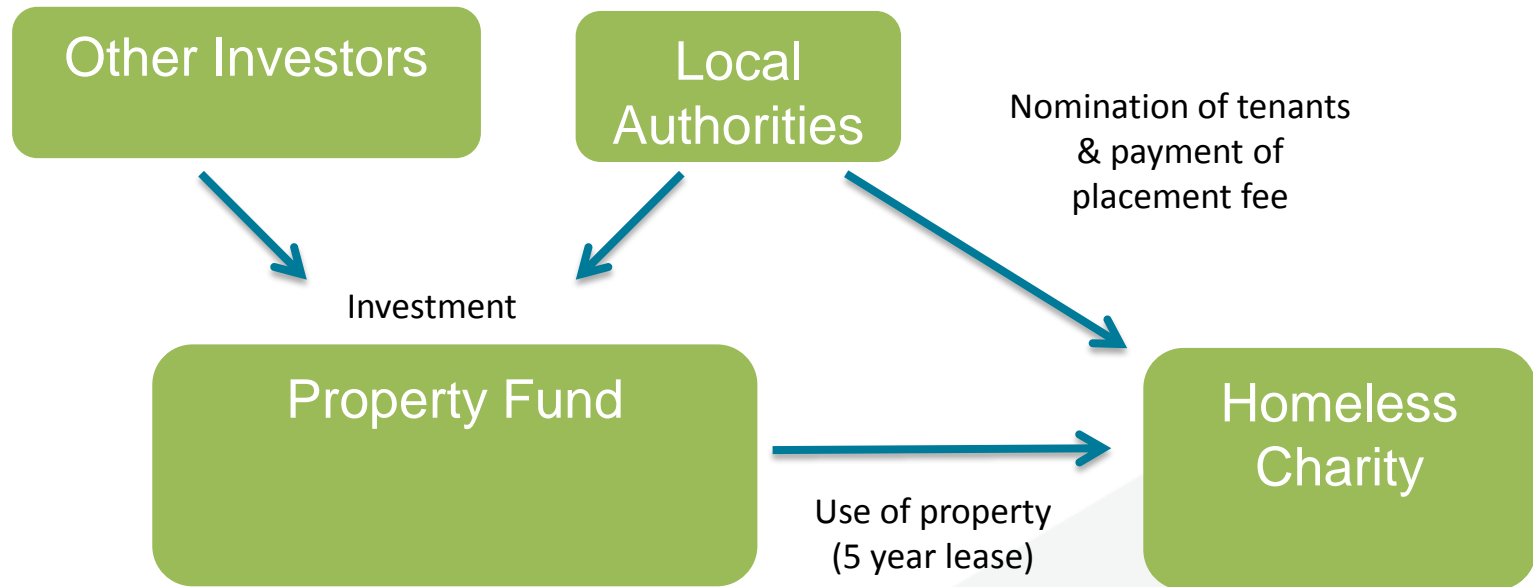 Other Investors
Local
Authorities
Nomination of tenants
& payment of
placement fee
Investment
Property Fund
Homeless
Charity
Use of property
(5 year lease)